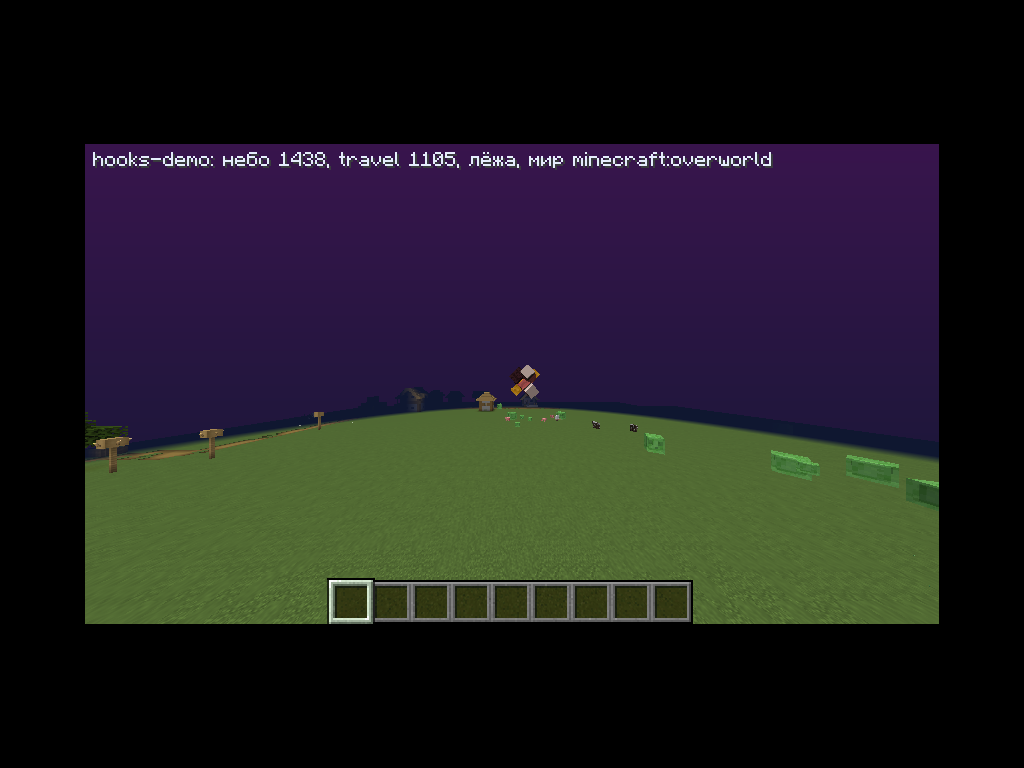 hooks-demo: небо 1438, travel 1105, лёжа, мир minecraft:overworld